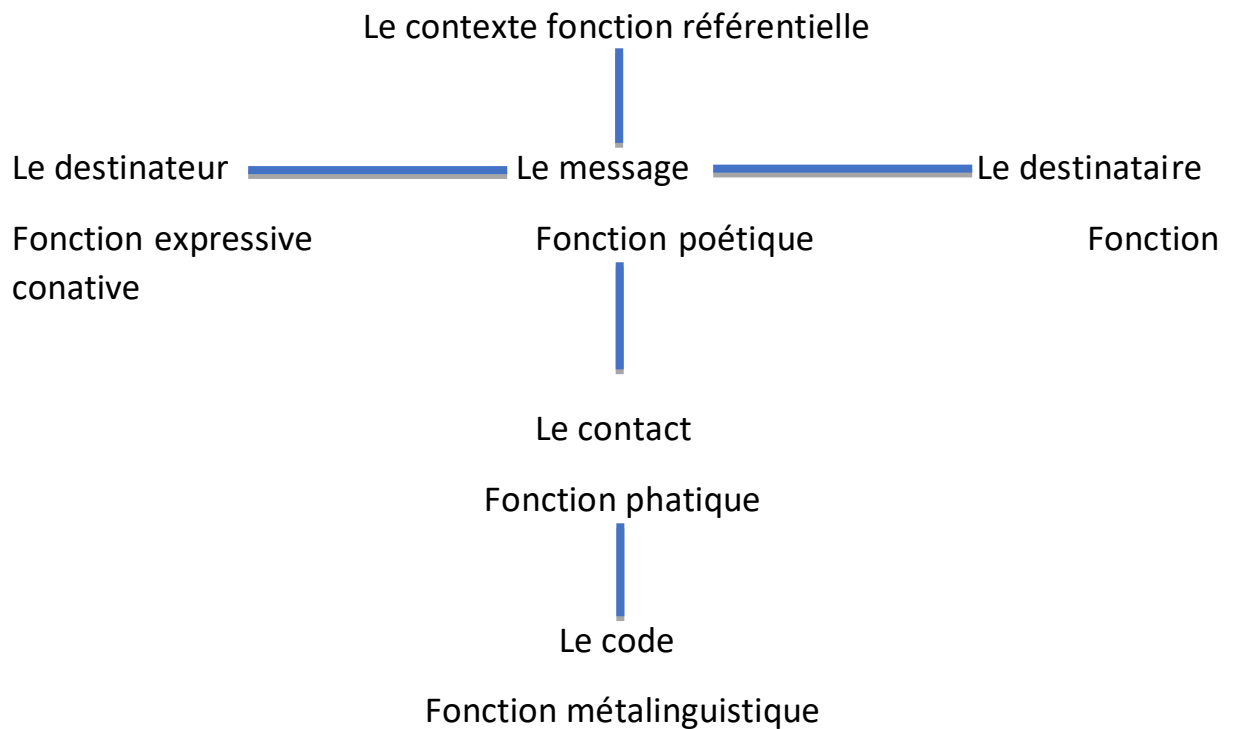 Le contexte fonction référentielle
Le destinateur Le message Le destinataire
Fonction expressive Fonction poétique Fonction
conative
Le contact
Fonction phatique
Le code
Fonction métalinguistique